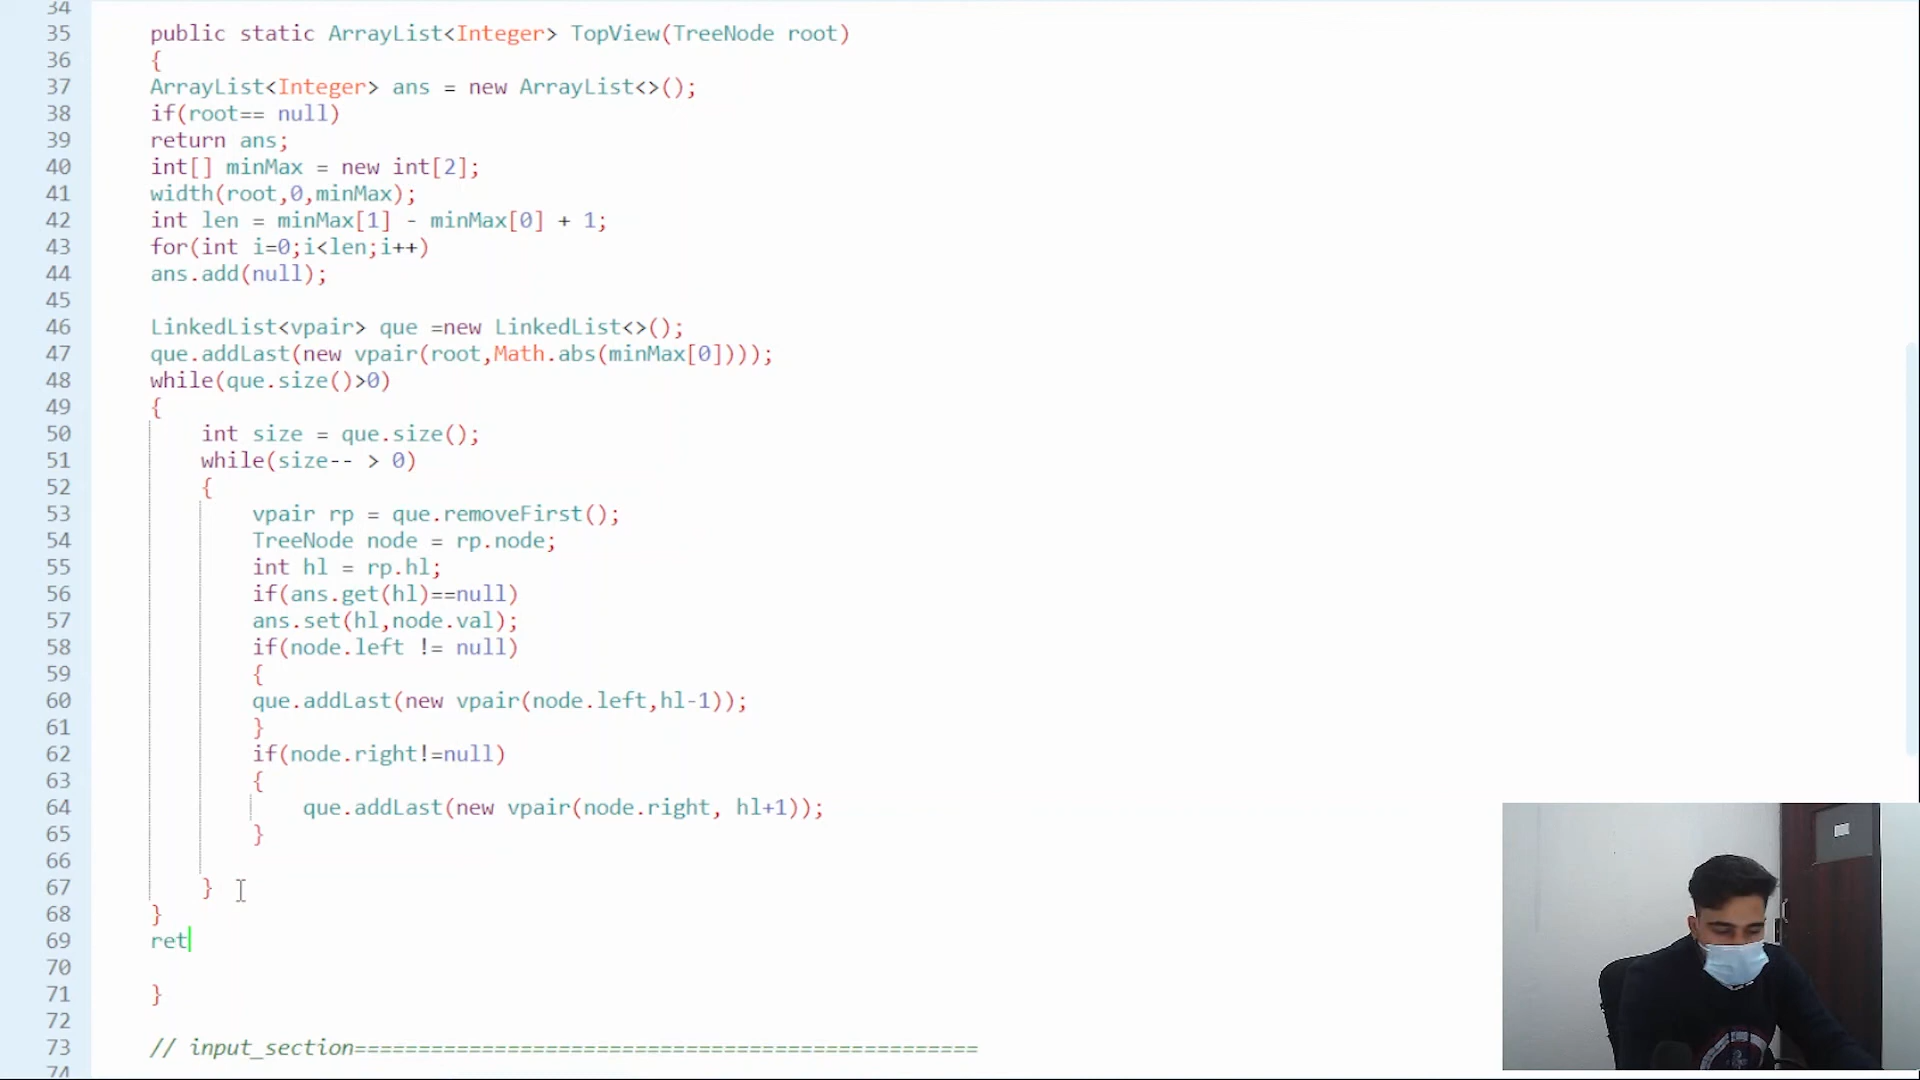 34
35 public static ArrayList<Integer> TopView(TreeNode root)
36 {
37 ArrayList<Integer> ans = new ArrayList<>();
38 if(root== null)
39 return ans;
40 int[] minMax = new int[2];
41 width(root,0,minMax);
42 int len = minMax[1] - minMax[0] + 1;
43 for(int i=0;i<len;i++)
44 ans.add(null);
45
46 LinkedList<vpair> que =new LinkedList<>();
47 que.addLast(new vpair(root,Math.abs(minMax[0])));
48 while(que.size()>0)
49 {
50 int size = que.size();
51 while(size-- > 0)
52 {
53 vpair rp = que.removeFirst();
54 TreeNode node = rp.node;
55 int hl = rp.hl;
56 if(ans.get(hl)==null)
57 ans.set(hl,node.val);
58 if(node.left != null)
59 {
60 que.addLast(new vpair(node.left,hl-1));
61 }
62 if(node.right!=null)
63 {
64 que.addLast(new vpair(node.right, hl+1));
65 }
66
67 }
68 }
69 ret
70
71 }
72
73 // input_section=================================================
74